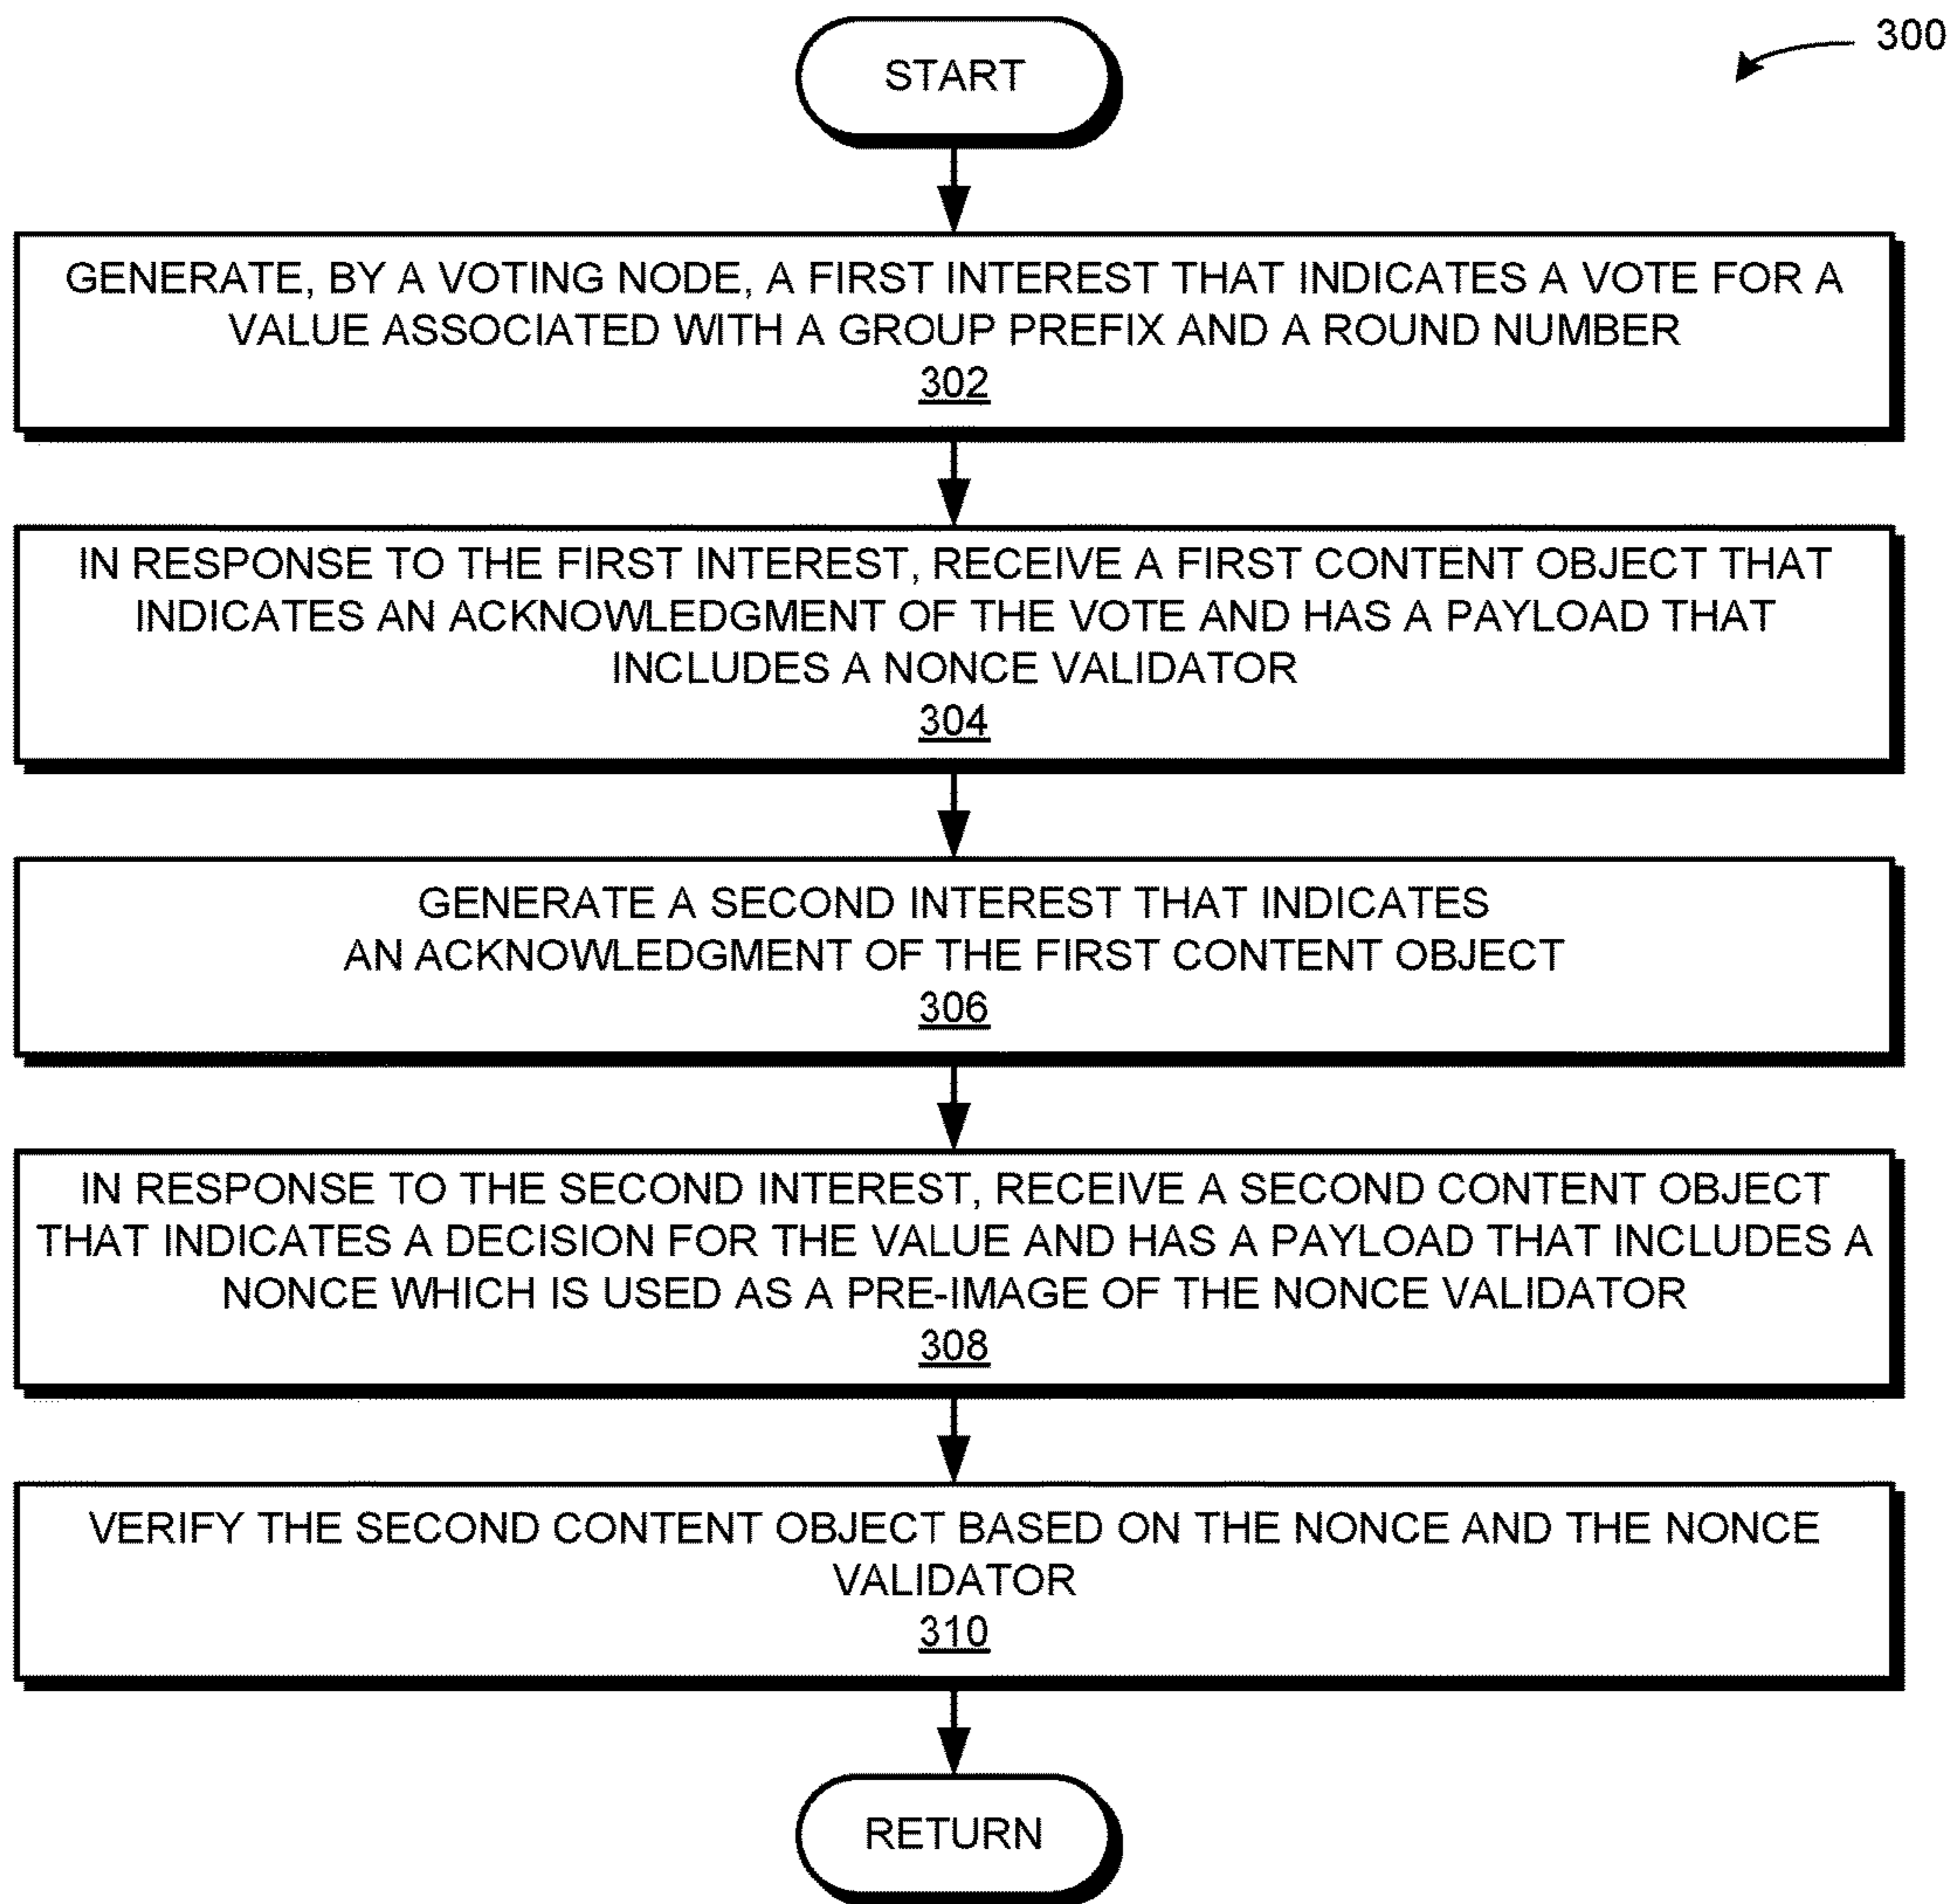 300
START
GENERATE, BY A VOTING NODE, A FIRST INTEREST THAT INDICATES A VOTE FOR A
VALUE ASSOCIATED WITH A GROUP PREFIX AND A ROUND NUMBER
302
IN RESPONSE TO THE FIRST INTEREST, RECEIVE A FIRST CONTENT OBJECT THAT
INDICATES AN ACKNOWLEDGMENT OF THE VOTE AND HAS A PAYLOAD THAT
INCLUDES A NONCE VALIDATOR
304
GENERATE A SECOND INTEREST THAT INDICATES
AN ACKNOWLEDGMENT OF THE FIRST CONTENT OBJECT
306
IN RESPONSE TO THE SECOND INTEREST, RECEIVE A SECOND CONTENT OBJECT
THAT INDICATES A DECISION FOR THE VALUE AND HAS A PAYLOAD THAT INCLUDES A
NONCE WHICH IS USED AS A PRE-IMAGE OF THE NONCE VALIDATOR
308
VERIFY THE SECOND CONTENT OBJECT BASED ON THE NONCE AND THE NONCE
VALIDATOR
310
RETURN